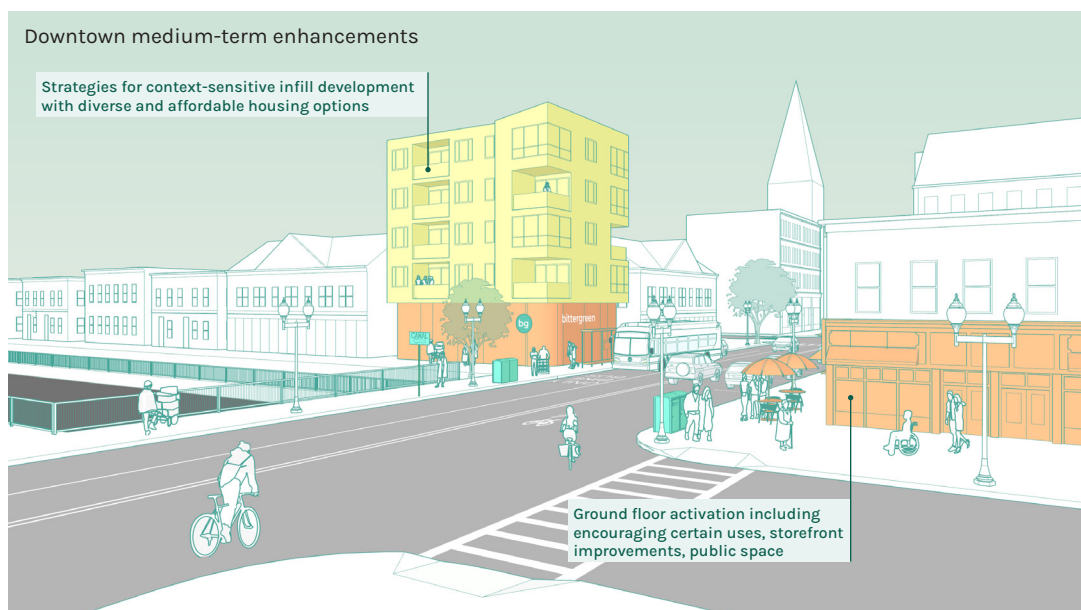 Downtown medium-term enhancements
Strategies for context-sensitive infill development
with diverse and affordable housing options
bg
bittergreen
Ground floor activation including
encouraging certain uses, storefront
improvements, public space